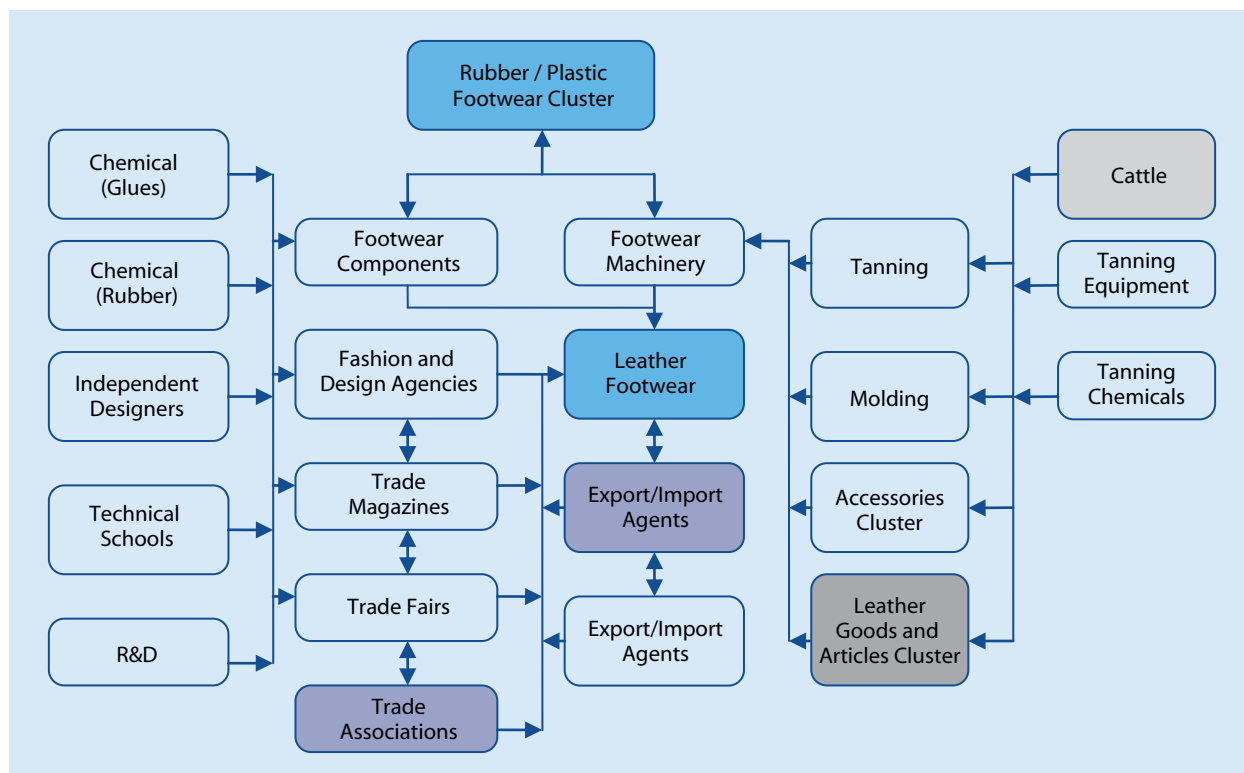 Rubber / Plastic
Footwear Cluster
Chemical
(Glues)
Cattle
Footwear
Components
Footwear
Machinery
Chemical
(Rubber)
Tanning
Tanning
Equipment
Fashion and
Design Agencies
Leather
Footwear
Independent
Designers
Molding
Tanning
Chemicals
Trade
Magazines
Export/Import
Agents
Accessories
Cluster
Technical
Schools
Trade Fairs
Export/Import
Agents
Leather
Goods and
Articles Cluster
R&D
Trade
Associations